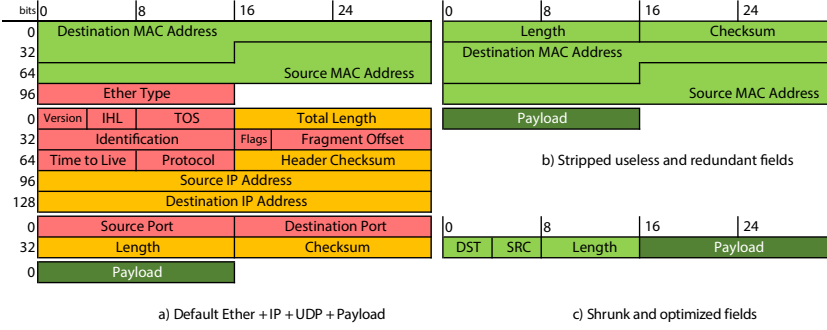 bits 0 8 16 24
0 Destination MAC Address
32
64 Source MAC Address
96 Ether Type
0 Version IHL TOS Total Length
32 Identification Flags Fragment Offset
64 Time to Live Protocol Header Checksum
96 Source IP Address
128 Destination IP Address
0 Source Port Destination Port
32 Length Checksum
0 Payload
a) Default Ether + IP + UDP + Payload
0 8 16 24
Length Checksum
Destination MAC Address
Source MAC Address
Payload
b) Stripped useless and redundant fields
0 8 16 24
DST SRC Length Payload
c) Shrunk and optimized fields